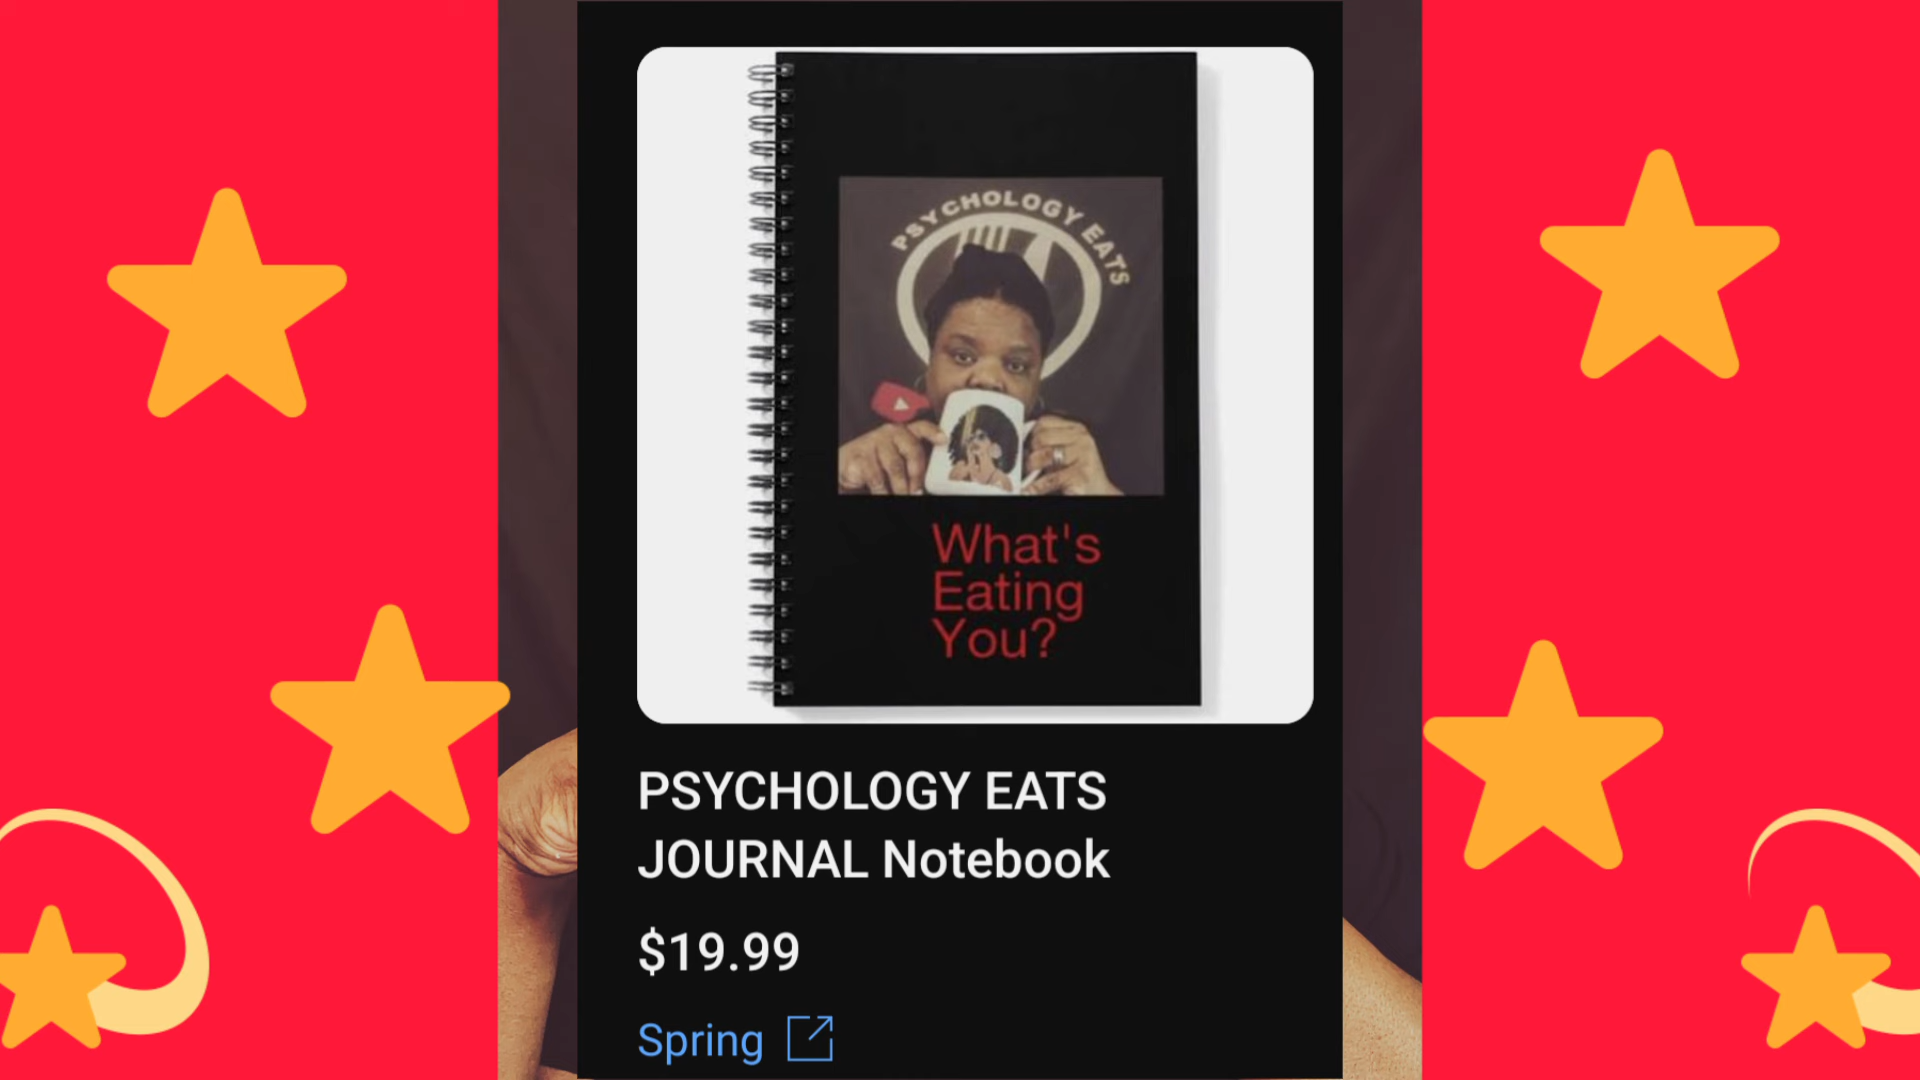 PSYCHOLOGY EATS
What's
Eating
You?
PSYCHOLOGY EATS
JOURNAL Notebook
$19.99
Spring